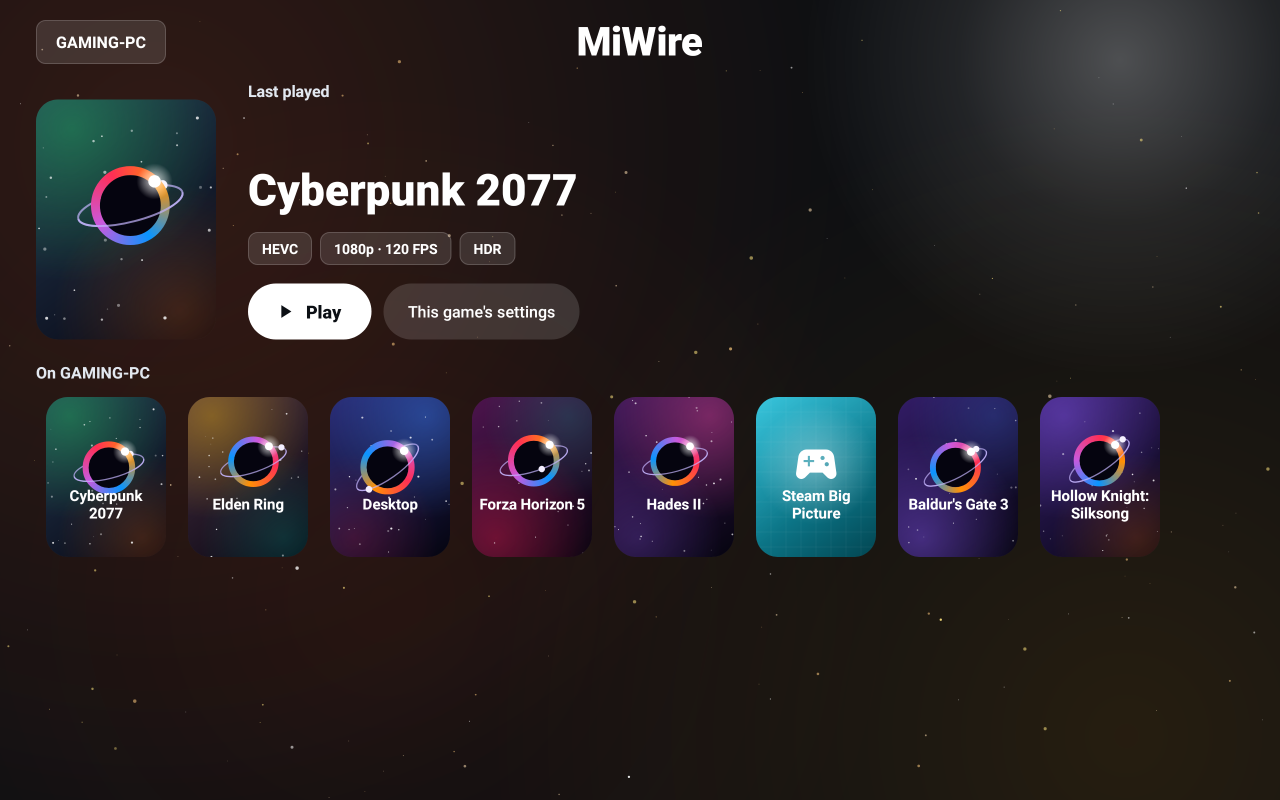 GAMING-PC
MiWire
Last played
Cyberpunk 2077
HEVC
1080p · 120 FPS
HDR
Play
This game's settings
On GAMING-PC
Cyberpunk
2077
Elden Ring
Desktop
Forza Horizon 5
Hades II
Steam Big
Picture
Baldur's Gate 3
Hollow Knight:
Silksong